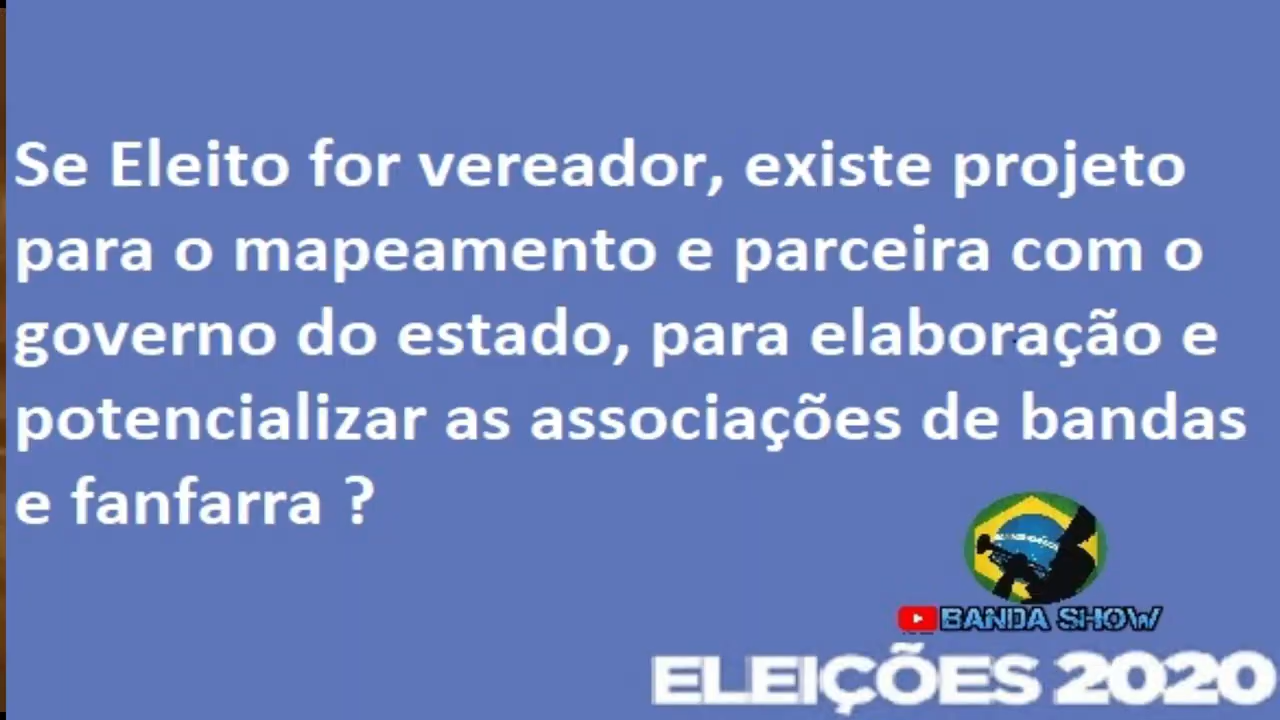 Se Eleito for vereador, existe projeto
para o mapeamento e parceira com o
governo do estado, para elaboração e
potencializar as associações de bandas
e fanfarra ?
BANDA SHOW
ELEIÇÕES 2020